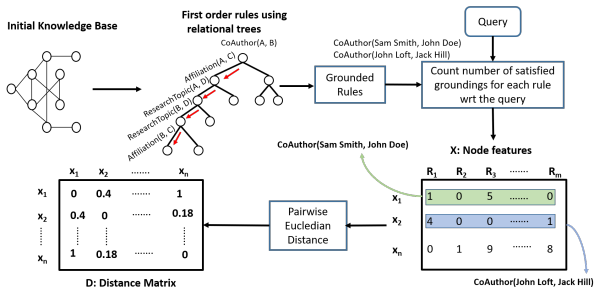 Initial Knowledge Base
First order rules using
relational trees
CoAuthor(A, B)
Affiliation(A, C)
ResearchTopic(A, D)
ResearchTopic(B, D)
Affiliation(B, C)
CoAuthor(Sam Smith, John Doe)
CoAuthor(John Loft, Jack Hill)
Grounded
Rules
Query
Count number of satisfied
groundings for each rule
wrt the query
X: Node features
CoAuthor(Sam Smith, John Doe)
R1 R2 R3 ....... Rm
x1 1 0 5 ....... 0
x2 4 0 0 ....... 1
xn 0 1 9 ....... 8
CoAuthor(John Loft, Jack Hill)
Pairwise
Eucledian
Distance
x1 x2 ....... xn
x1 0 0.4 ....... 1
x2 0.4 0 ....... 0.18
xn 1 0.18 ....... 0
D: Distance Matrix